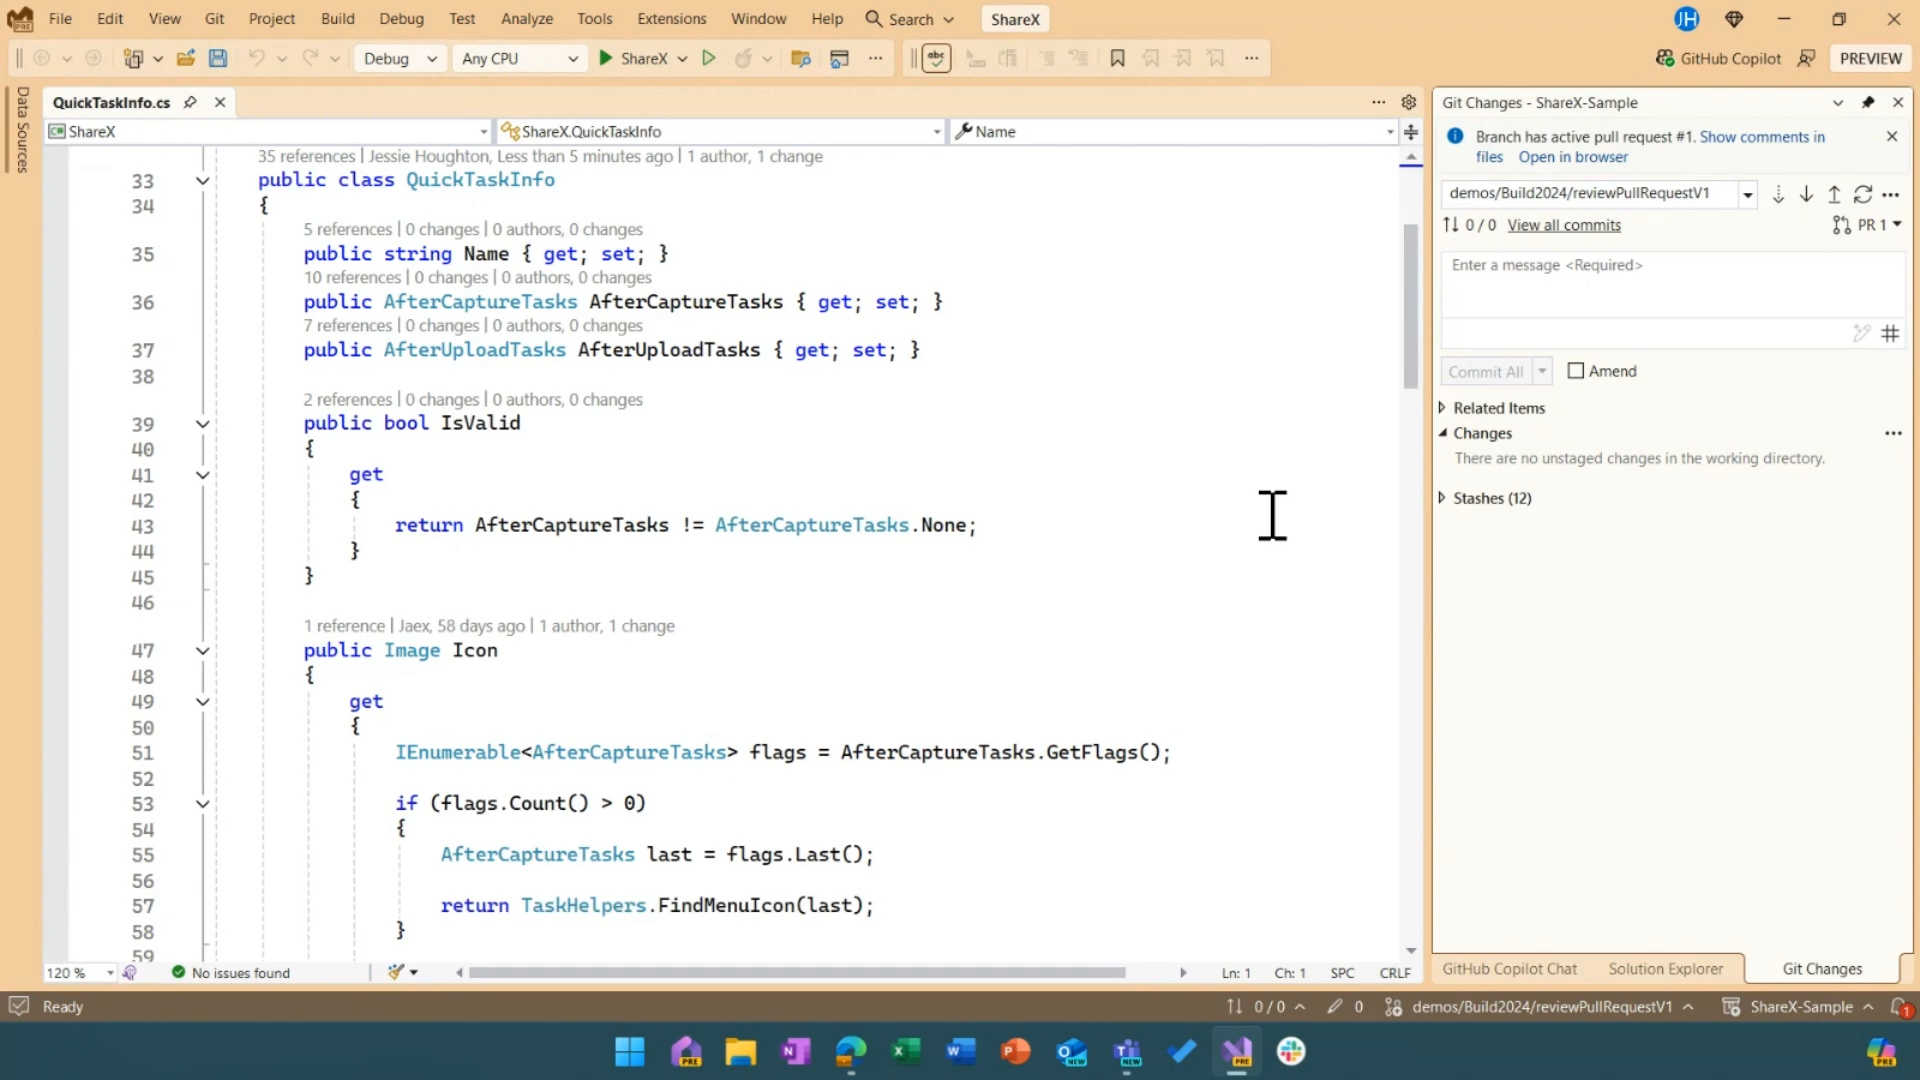 File Edit View Git Project Build Debug Test Analyze Tools Extensions Window Help Search ShareX JH
Debug Any CPU ShareX abc GitHub Copilot PREVIEW
Data Sources
QuickTaskInfo.cs
ShareX ShareX.QuickTaskInfo Name
35 references | Jessie Houghton, Less than 5 minutes ago | 1 author, 1 change
33 public class QuickTaskInfo
34 {
5 references | 0 changes | 0 authors, 0 changes
35 public string Name { get; set; }
10 references | 0 changes | 0 authors, 0 changes
36 public AfterCaptureTasks AfterCaptureTasks { get; set; }
7 references | 0 changes | 0 authors, 0 changes
37 public AfterUploadTasks AfterUploadTasks { get; set; }
38
2 references | 0 changes | 0 authors, 0 changes
39 public bool IsValid
40 {
41 get
42 {
43 return AfterCaptureTasks != AfterCaptureTasks.None;
44 }
45 }
46
1 reference | Jaex, 58 days ago | 1 author, 1 change
47 public Image Icon
48 {
49 get
50 {
51 IEnumerable<AfterCaptureTasks> flags = AfterCaptureTasks.GetFlags();
52
53 if (flags.Count() > 0)
54 {
55 AfterCaptureTasks last = flags.Last();
56
57 return TaskHelpers.FindMenuIcon(last);
58 }
59
120 % No issues found Ln: 1 Ch: 1 SPC CRLF
Git Changes - ShareX-Sample
Branch has active pull request #1. Show comments in
files Open in browser
demos/Build2024/reviewPullRequestV1
0 / 0 View all commits PR 1
Enter a message <Required>
Commit All Amend
Related Items
Changes
There are no unstaged changes in the working directory.
Stashes (12)
GitHub Copilot Chat Solution Explorer Git Changes
Ready 0 / 0 0 demos/Build2024/reviewPullRequestV1 ShareX-Sample 1
PRE N X W P O NEW T NEW PRE PRE